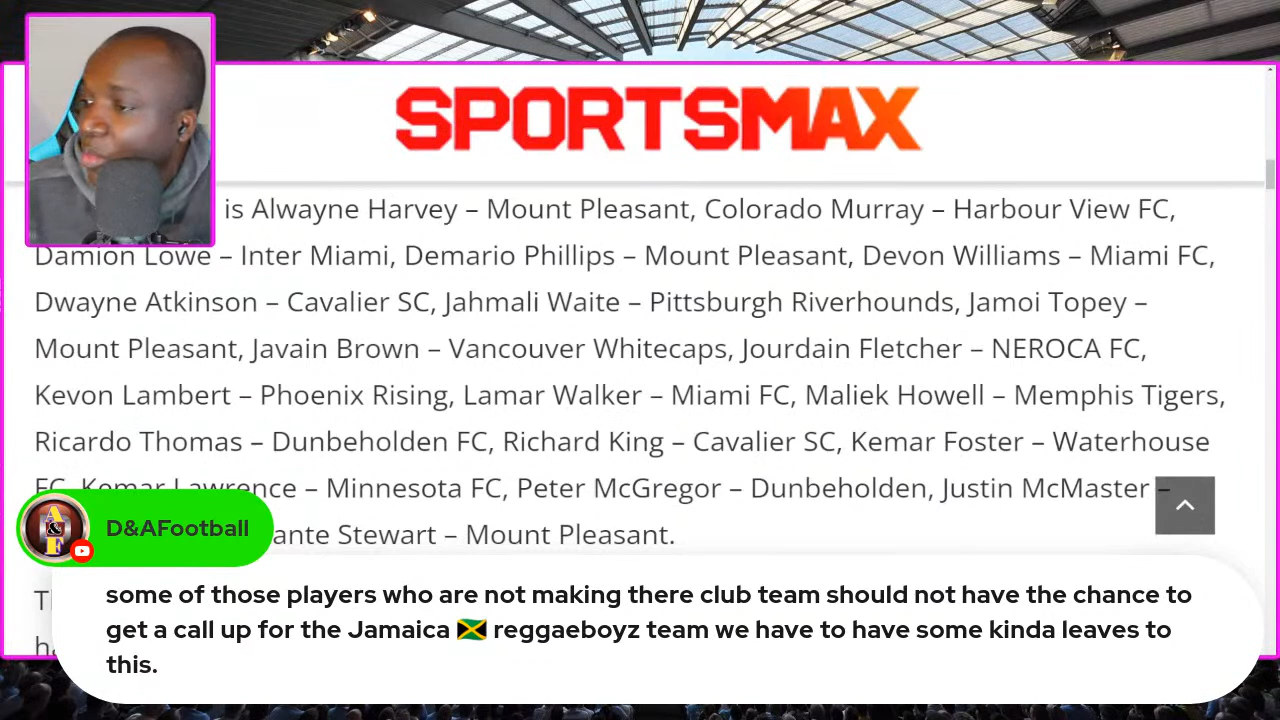 SPORTSMAX
is Alwayne Harvey – Mount Pleasant, Colorado Murray – Harbour View FC,
Damion Lowe – Inter Miami, Demario Phillips – Mount Pleasant, Devon Williams – Miami FC,
Dwayne Atkinson – Cavalier SC, Jahmali Waite – Pittsburgh Riverhounds, Jamoi Topey –
Mount Pleasant, Javain Brown – Vancouver Whitecaps, Jourdain Fletcher – NEROCA FC,
Kevon Lambert – Phoenix Rising, Lamar Walker – Miami FC, Maliek Howell – Memphis Tigers,
Ricardo Thomas – Dunbeholden FC, Richard King – Cavalier SC, Kemar Foster – Waterhouse
FC, Kemar Lawrence – Minnesota FC, Peter McGregor – Dunbeholden, Justin McMaster –
ante Stewart – Mount Pleasant.
A&F
D&AFootball
some of those players who are not making there club team should not have the chance to
get a call up for the Jamaica 🇯🇲 reggaeboyz team we have to have some kinda leaves to
this.